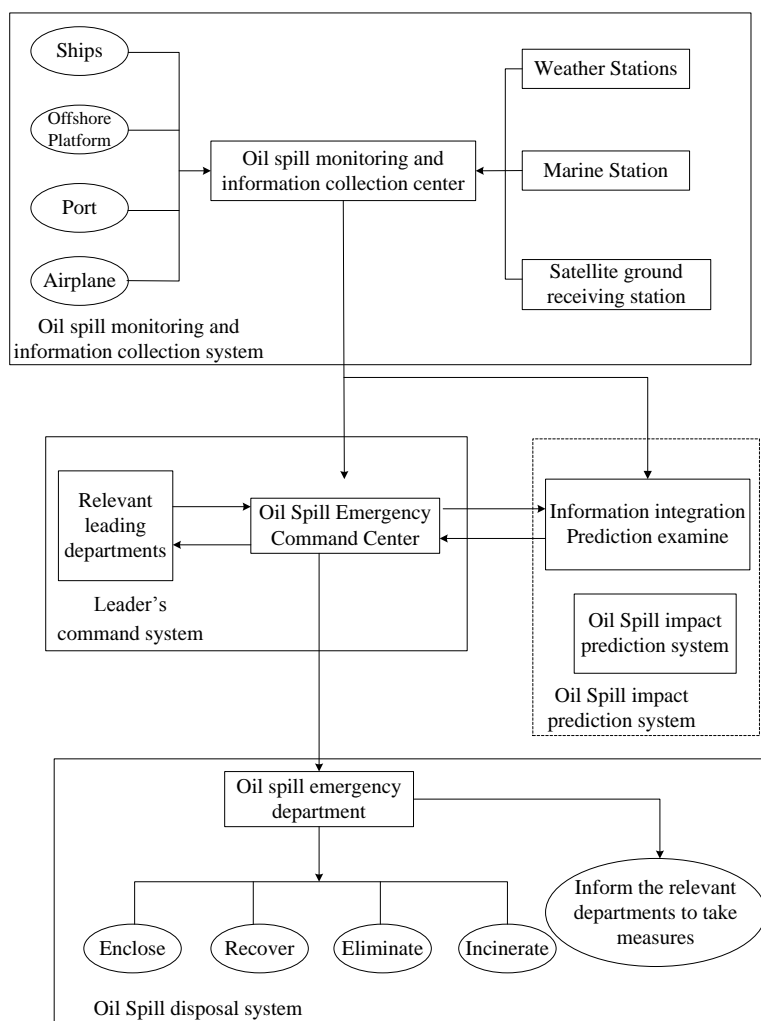 Ships
Offshore
Platform
Port
Airplane
Oil spill monitoring and
information collection center
Weather Stations
Marine Station
Satellite ground
receiving station
Oil spill monitoring and
information collection system
Relevant
leading
departments
Oil Spill Emergency
Command Center
Leader’s
command system
Information integration
Prediction examine
Oil Spill impact
prediction system
Oil Spill impact
prediction system
Oil spill emergency
department
Enclose
Recover
Eliminate
Incinerate
Inform the relevant
departments to take
measures
Oil Spill disposal system